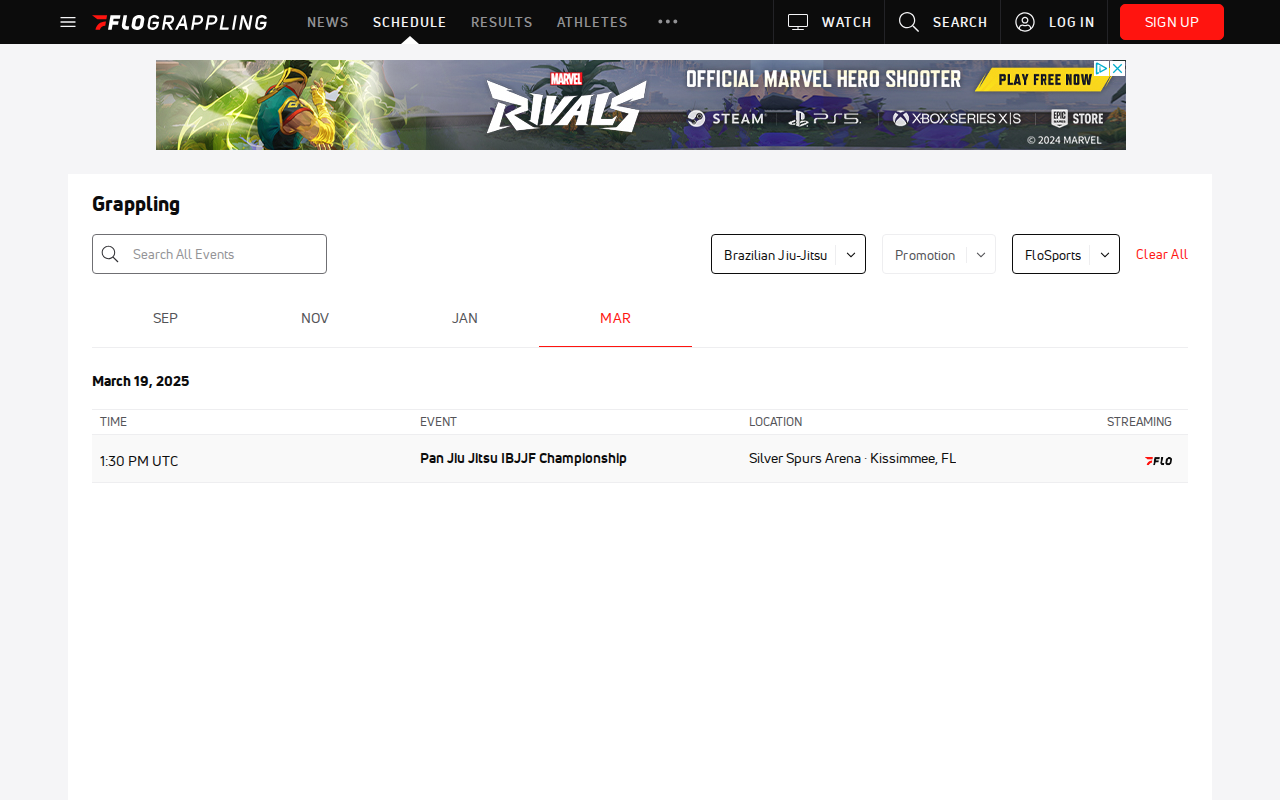 FLOGRAPPLING NEWS SCHEDULE RESULTS ATHLETES ••• WATCH SEARCH LOG IN SIGN UP
MARVEL RIVALS OFFICIAL MARVEL HERO SHOOTER PLAY FREE NOW
STEAM PS5 XBOX SERIES X|S EPIC GAMES STORE
© 2024 MARVEL
Grappling
Search All Events Brazilian Jiu-Jitsu Promotion FloSports Clear All
SEP NOV JAN MAR
March 19, 2025
TIME EVENT LOCATION STREAMING
1:30 PM UTC Pan Jiu Jitsu IBJJF Championship Silver Spurs Arena · Kissimmee, FL FLO